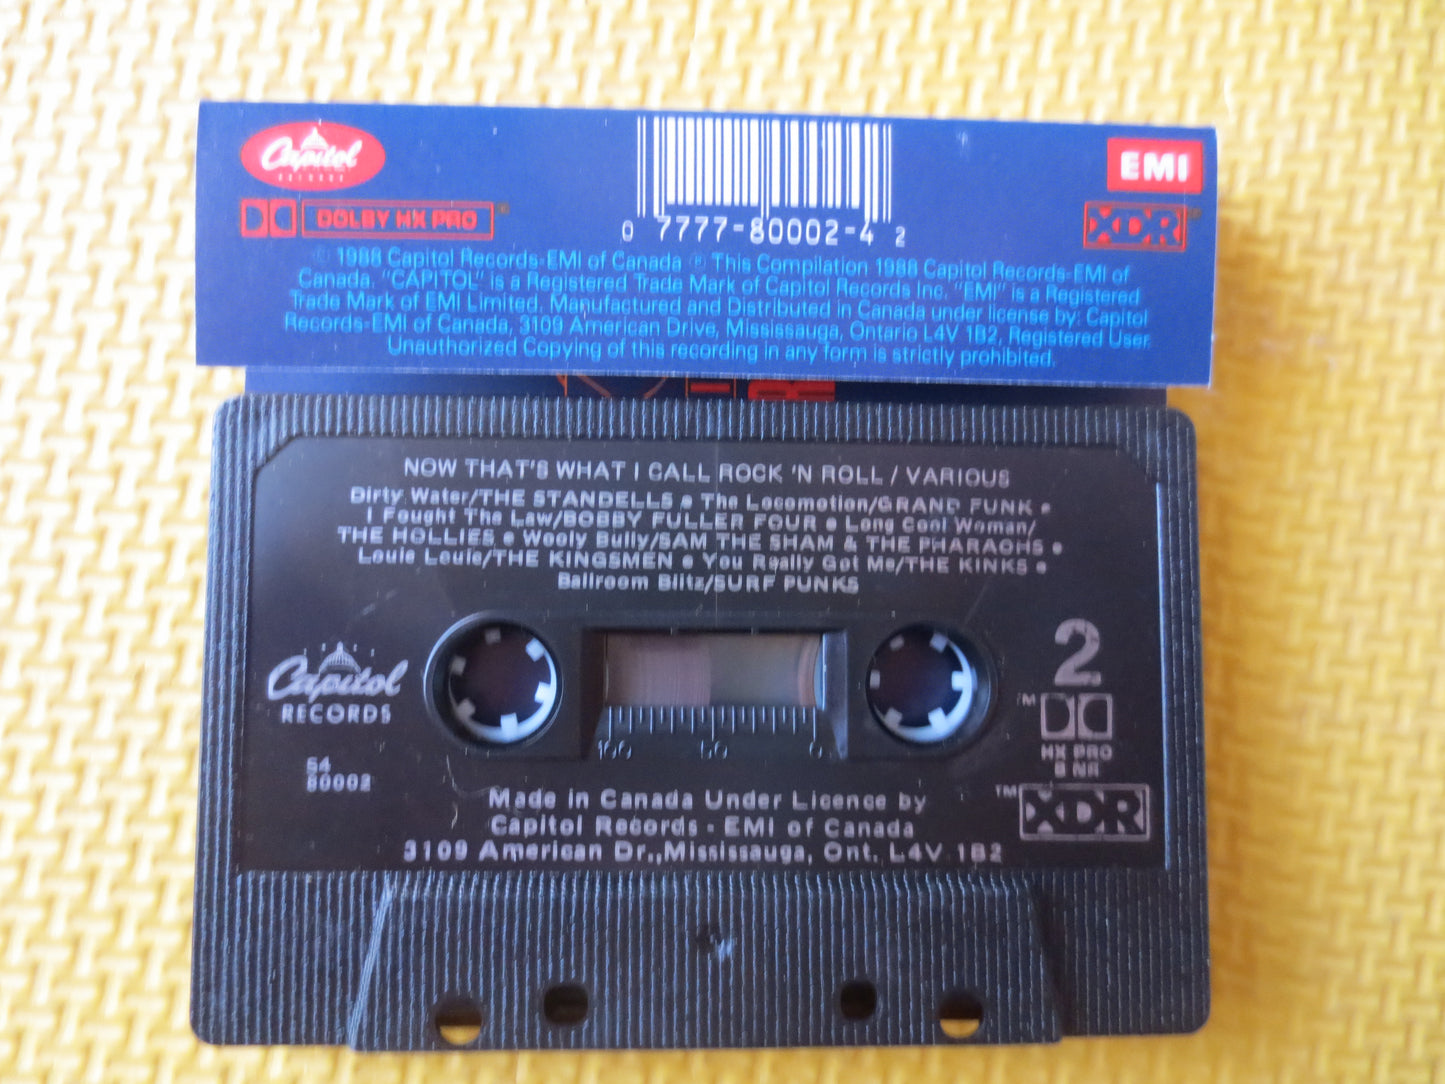 Capitol
RECORDS
EMI
DOLBY HX PRO
XDR
0 7777-80002-4 2
© 1988 Capitol Records-EMI of Canada ℗ This Compilation 1988 Capitol Records-EMI of
Canada. "CAPITOL" is a Registered Trade Mark of Capitol Records Inc. "EMI" is a Registered
Trade Mark of EMI Limited. Manufactured and Distributed in Canada under license by: Capitol
Records-EMI of Canada, 3109 American Drive, Mississauga, Ontario L4V 1B2, Registered User.
Unauthorized Copying of this recording in any form is strictly prohibited.
NOW THAT'S WHAT I CALL ROCK 'N ROLL / VARIOUS
Dirty Water/THE STANDELLS • The Locomotion/GRAND FUNK •
I Fought The Law/BOBBY FULLER FOUR • Long Cool Woman/
THE HOLLIES • Wooly Bully/SAM THE SHAM & THE PHARAOHS •
Louie Louie/THE KINGSMEN • You Really Got Me/THE KINKS •
Ballroom Blitz/SURF PUNKS
Capitol
RECORDS
2
™
HX PRO
B NR
100 50 0
54
80002
™XDR
Made in Canada Under Licence by
Capitol Records - EMI of Canada
3109 American Dr., Mississauga, Ont. L4V 1B2